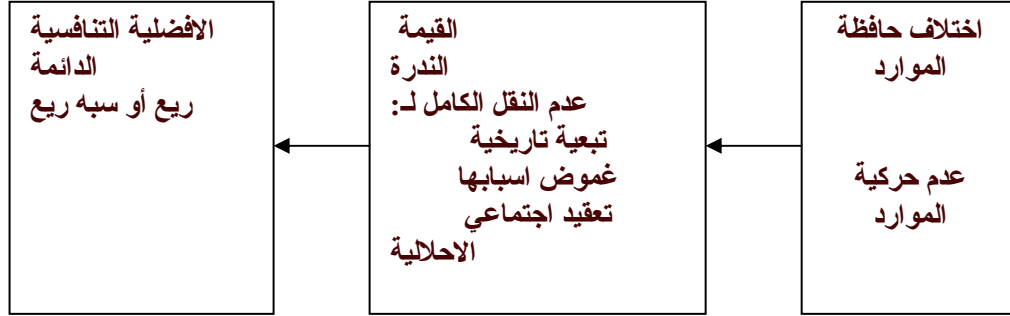 اختلاف حافظة
الموارد
عدم حركية
الموارد
القيمة
الندرة
عدم النقل الكامل لـ:
تبعية تاريخية
غموض اسبابها
تعقيد اجتماعي
الاحلالية
الافضلية التنافسية
الدائمة
ريع أو سبه ريع